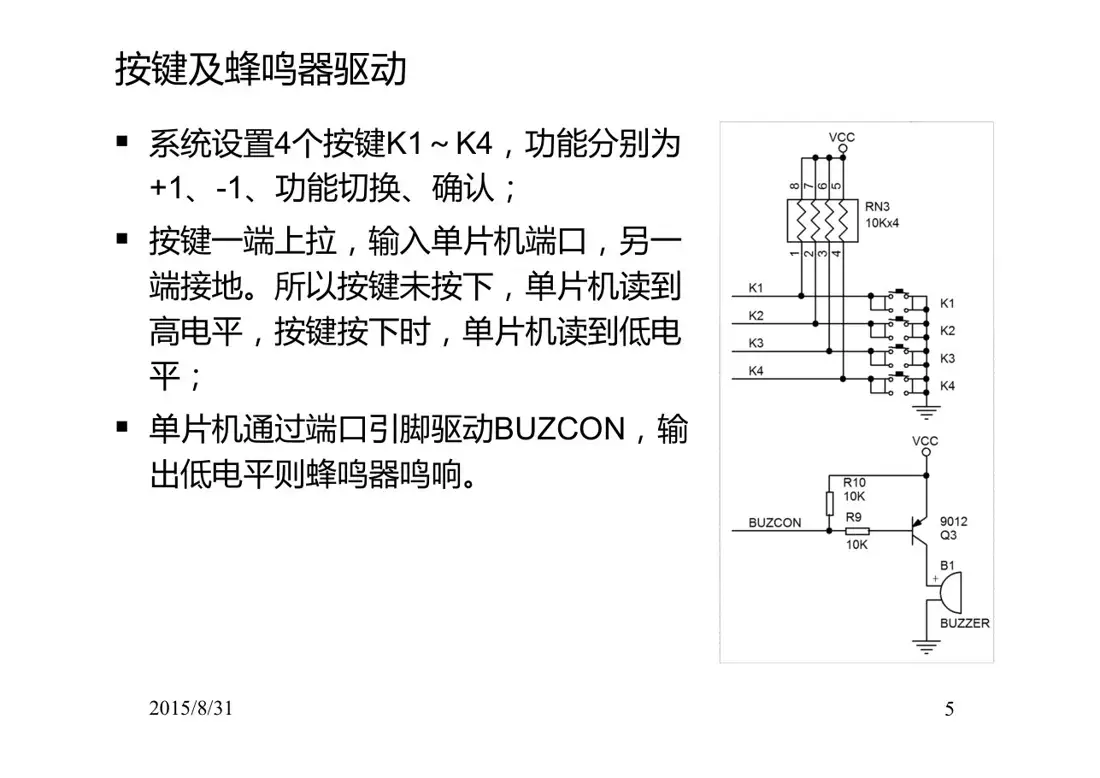 按键及蜂鸣器驱动
▪ 系统设置4个按键K1～K4，功能分别为
+1、-1、功能切换、确认；
▪ 按键一端上拉，输入单片机端口，另一
端接地。所以按键未按下，单片机读到
高电平，按键按下时，单片机读到低电
平；
▪ 单片机通过端口引脚驱动BUZCON，输
出低电平则蜂鸣器鸣响。
VCC
8 7 6 5
RN3
10Kx4
1 2 3 4
K1
K1
K2
K2
K3
K3
K4
K4
VCC
R10
10K
BUZCON
R9
10K
9012
Q3
B1
+
BUZZER
2015/8/31
5